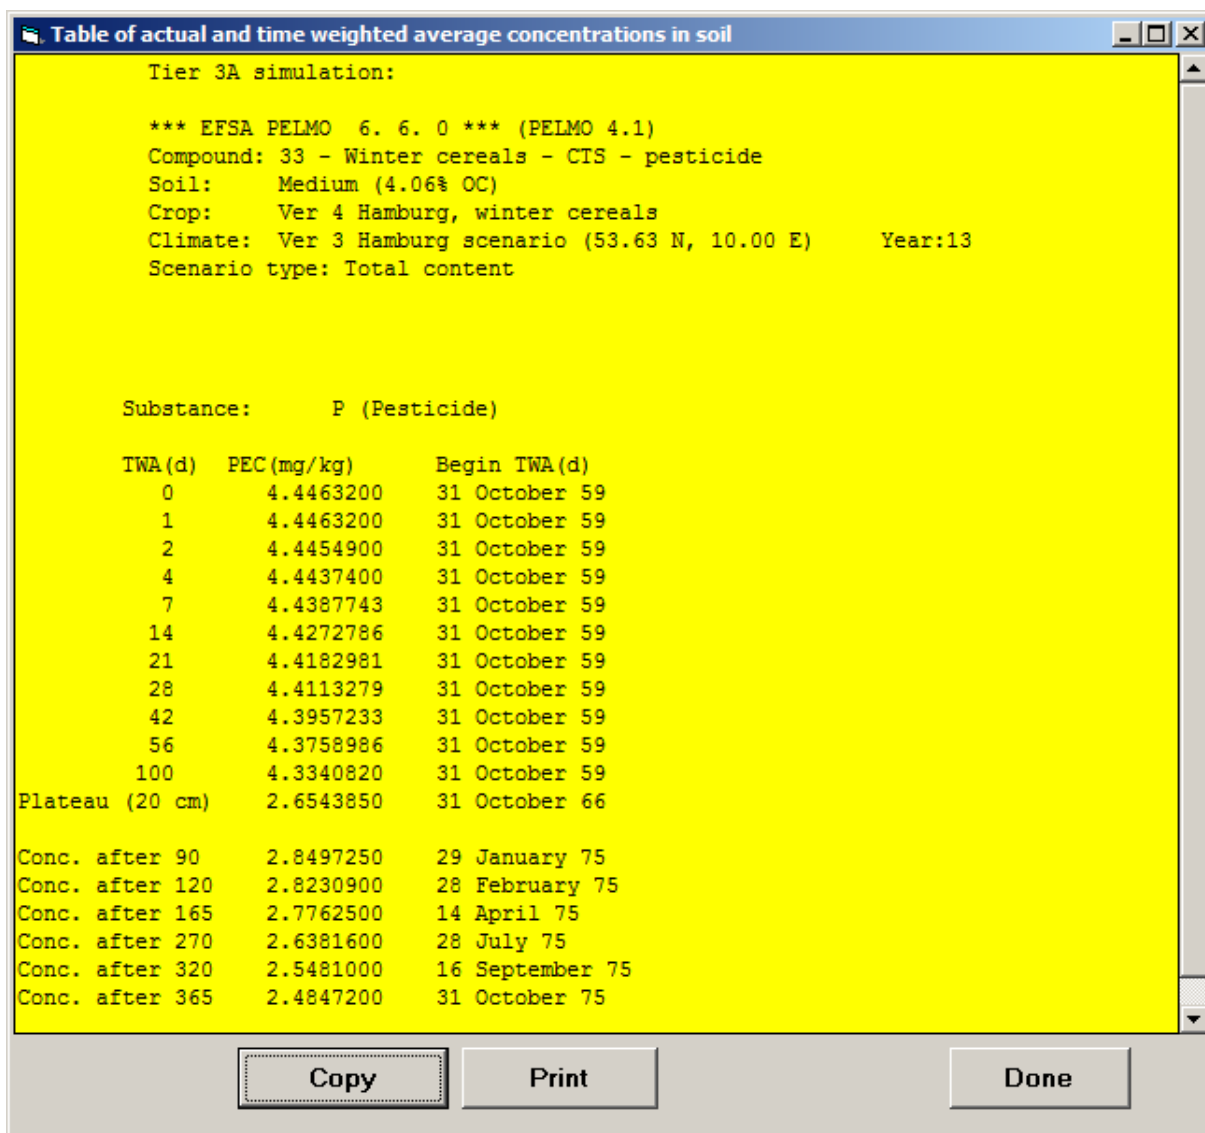 Table of actual and time weighted average concentrations in soil
Tier 3A simulation:
*** EFSA PELMO 6. 6. 0 *** (PELMO 4.1)
Compound: 33 - Winter cereals - CTS - pesticide
Soil: Medium (4.06% OC)
Crop: Ver 4 Hamburg, winter cereals
Climate: Ver 3 Hamburg scenario (53.63 N, 10.00 E) Year:13
Scenario type: Total content
Substance: P (Pesticide)
TWA(d) PEC(mg/kg) Begin TWA(d)
0 4.4463200 31 October 59
1 4.4463200 31 October 59
2 4.4454900 31 October 59
4 4.4437400 31 October 59
7 4.4387743 31 October 59
14 4.4272786 31 October 59
21 4.4182981 31 October 59
28 4.4113279 31 October 59
42 4.3957233 31 October 59
56 4.3758986 31 October 59
100 4.3340820 31 October 59
Plateau (20 cm) 2.6543850 31 October 66
Conc. after 90 2.8497250 29 January 75
Conc. after 120 2.8230900 28 February 75
Conc. after 165 2.7762500 14 April 75
Conc. after 270 2.6381600 28 July 75
Conc. after 320 2.5481000 16 September 75
Conc. after 365 2.4847200 31 October 75
Copy Print Done